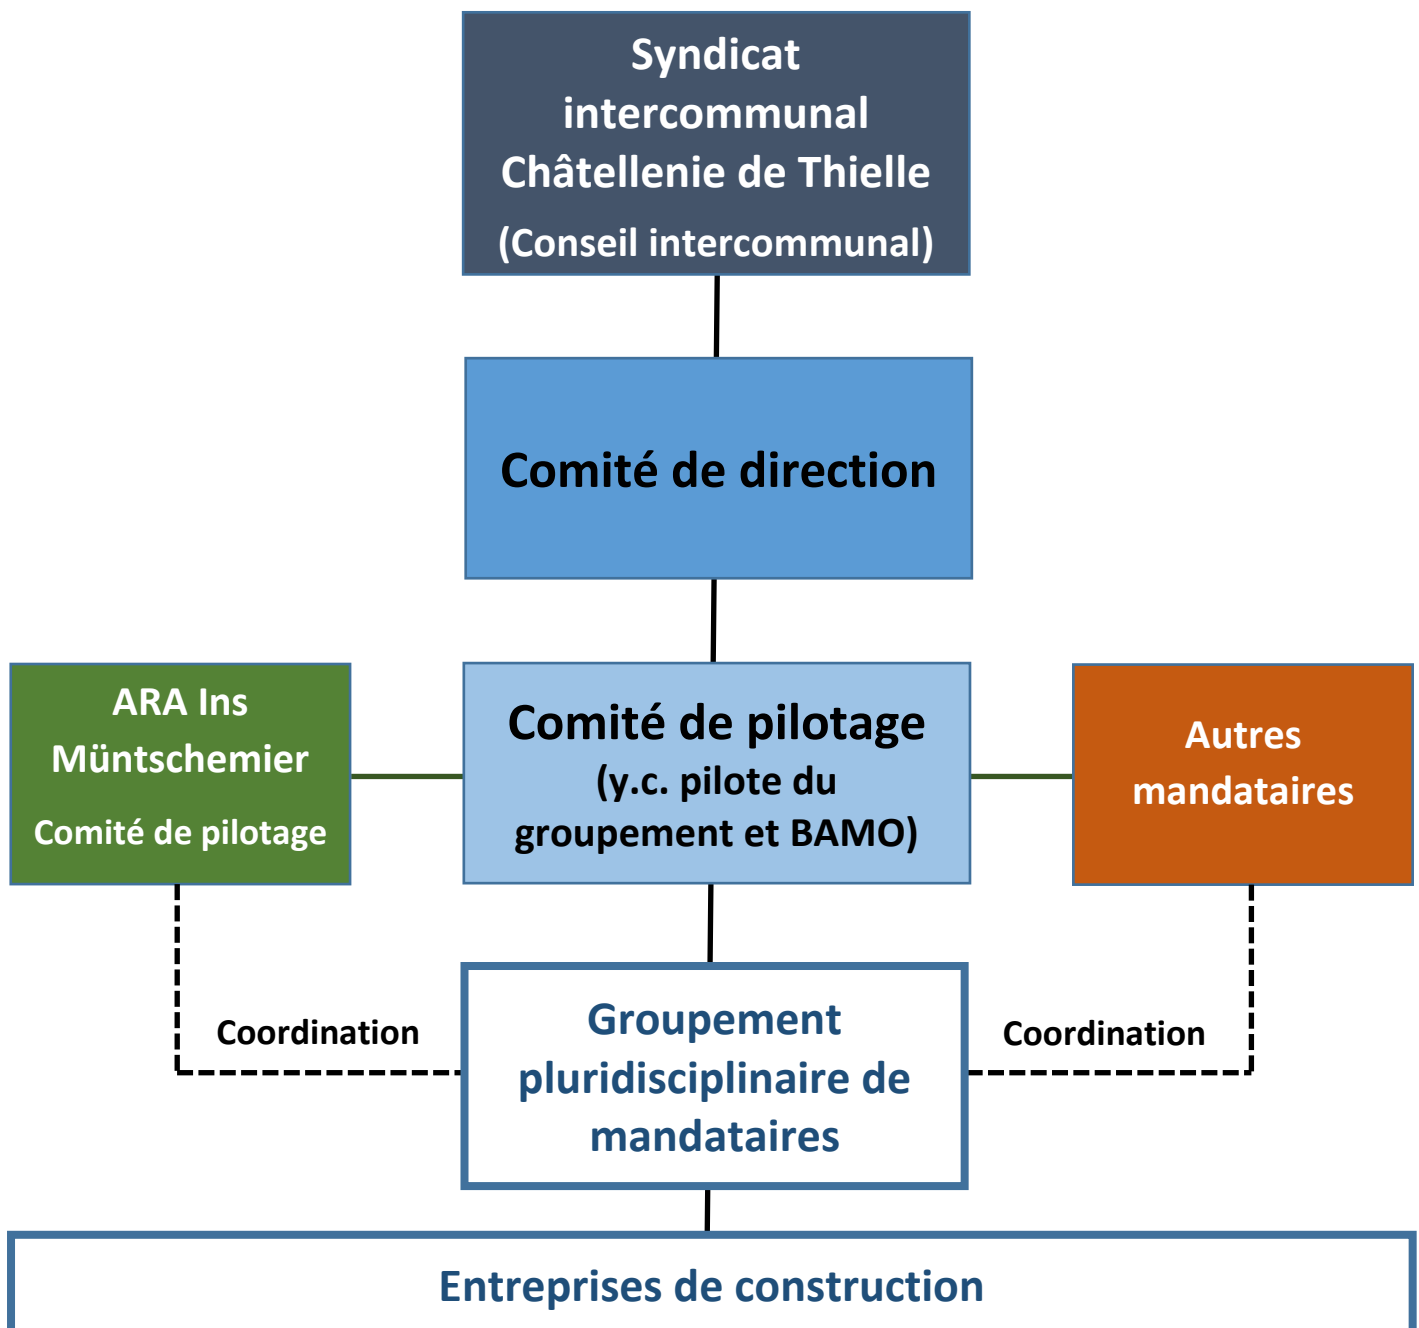 Syndicat
intercommunal
Châtellenie de Thielle
(Conseil intercommunal)
Comité de direction
ARA Ins
Müntschemier
Comité de pilotage
Comité de pilotage
(y.c. pilote du
groupement et BAMO)
Autres
mandataires
Coordination
Groupement
pluridisciplinaire de
mandataires
Coordination
Entreprises de construction